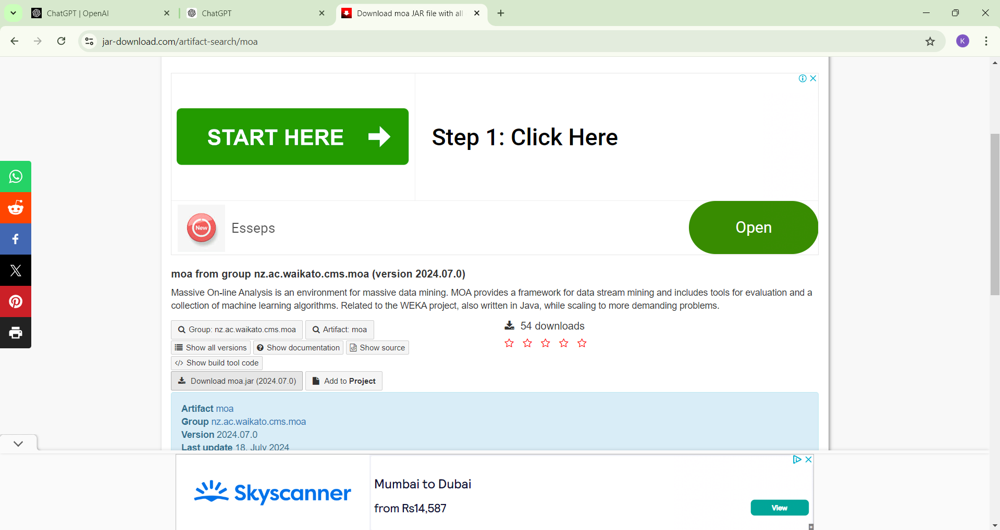 ChatGPT | OpenAI
ChatGPT
Download moa JAR file with all
K
jar-download.com/artifact-search/moa
START HERE
Step 1: Click Here
New
Esseps
Open
moa from group nz.ac.waikato.cms.moa (version 2024.07.0)
Massive On-line Analysis is an environment for massive data mining. MOA provides a framework for data stream mining and includes tools for evaluation and a
collection of machine learning algorithms. Related to the WEKA project, also written in Java, while scaling to more demanding problems.
Group: nz.ac.waikato.cms.moa
Artifact: moa
54 downloads
Show all versions
Show documentation
Show source
</> Show build tool code
Download moa.jar (2024.07.0)
Add to Project
Artifact moa
Group nz.ac.waikato.cms.moa
Version 2024.07.0
Last update 18. July 2024
Skyscanner
Mumbai to Dubai
from Rs14,587
View